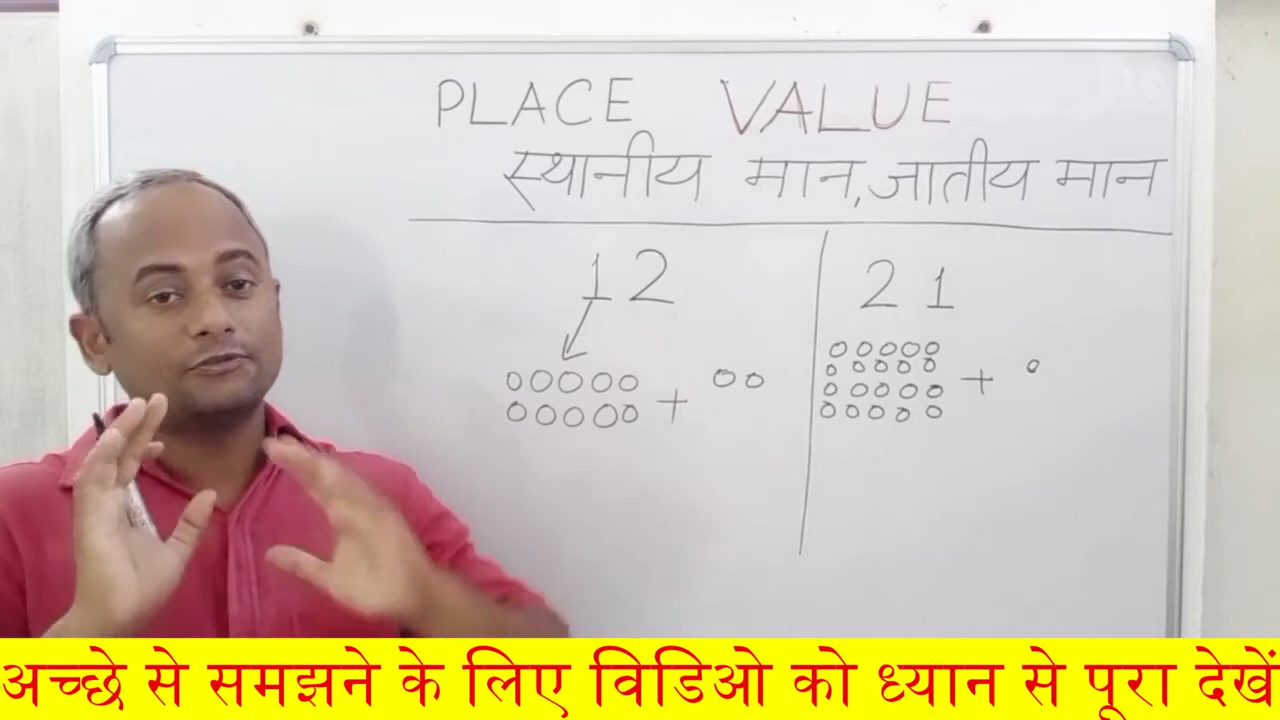 PLACE VALUE
स्थानीय मान, जातीय मान
12
21
+
+
अच्छे से समझने के लिए विडिओ को ध्यान से पूरा देखें